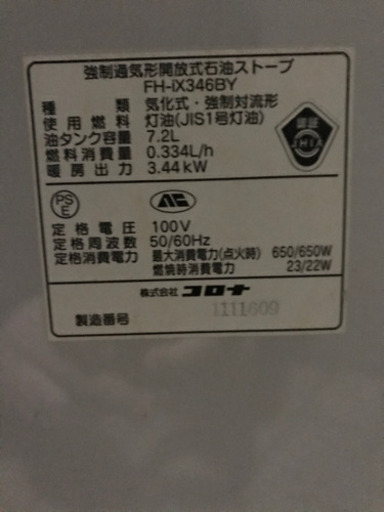 強制通気形開放式石油ストーブ
FH-iX346BY
種類 気化式・強制対流形
使用燃料 灯油(JIS1号灯油)
油タンク容量 7.2L
燃料消費量 0.334L/h
暖房出力 3.44kW
認証
JHIA
PS
E
定格電圧 100V
定格周波数 50/60Hz
定格消費電力 最大消費電力(点火時) 650/650W
燃焼時消費電力 23/22W
株式会社 コロナ
製造番号 1111609